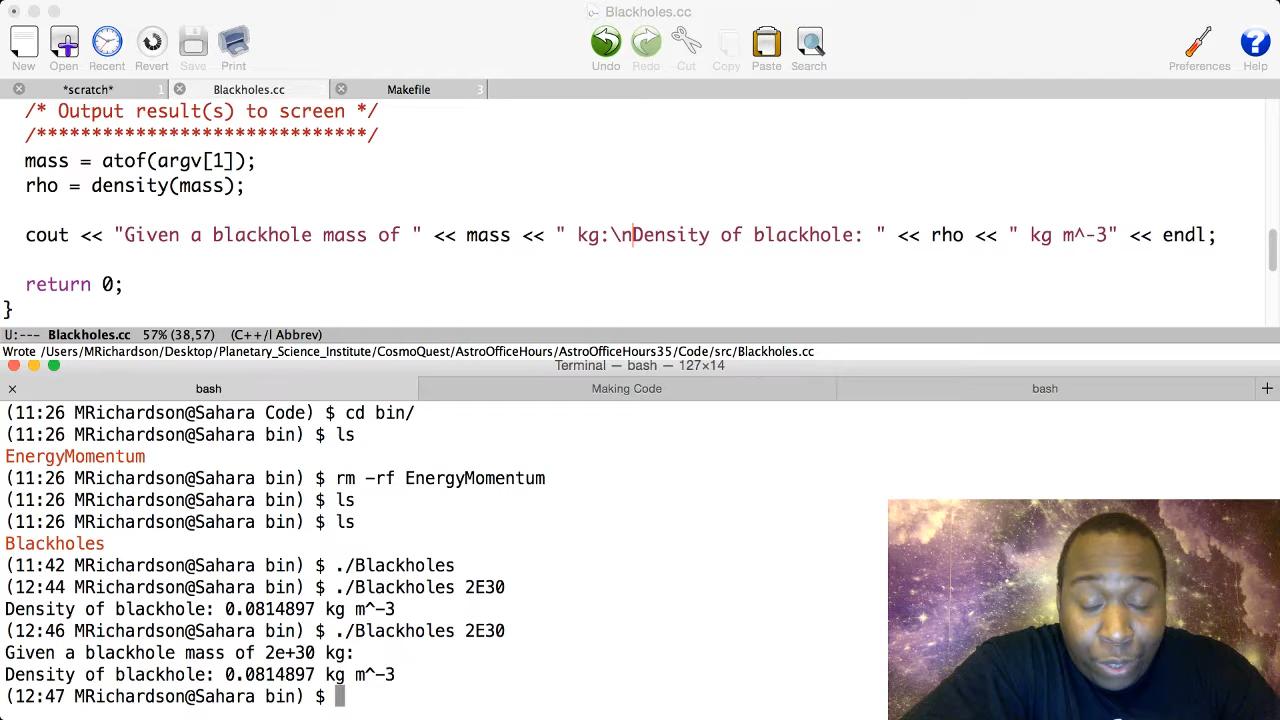 Blackholes.cc
New Open Recent Revert Save Print Undo Redo Cut Copy Paste Search Preferences Help
*scratch* 1 Blackholes.cc Makefile 3
/* Output result(s) to screen */
/*****************************/
mass = atof(argv[1]);
rho = density(mass);
cout << "Given a blackhole mass of " << mass << " kg:\nDensity of blackhole: " << rho << " kg m^-3" << endl;
return 0;
}
U:--- Blackholes.cc 57% (38,57) (C++/l Abbrev)
Wrote /Users/MRichardson/Desktop/Planetary_Science_Institute/CosmoQuest/AstroOfficeHours/AstroOfficeHours35/Code/src/Blackholes.cc
Terminal — bash — 127×14
bash Making Code bash
(11:26 MRichardson@Sahara Code) $ cd bin/
(11:26 MRichardson@Sahara bin) $ ls
EnergyMomentum
(11:26 MRichardson@Sahara bin) $ rm -rf EnergyMomentum
(11:26 MRichardson@Sahara bin) $ ls
(11:26 MRichardson@Sahara bin) $ ls
Blackholes
(11:42 MRichardson@Sahara bin) $ ./Blackholes
(12:44 MRichardson@Sahara bin) $ ./Blackholes 2E30
Density of blackhole: 0.0814897 kg m^-3
(12:46 MRichardson@Sahara bin) $ ./Blackholes 2E30
Given a blackhole mass of 2e+30 kg:
Density of blackhole: 0.0814897 kg m^-3
(12:47 MRichardson@Sahara bin) $